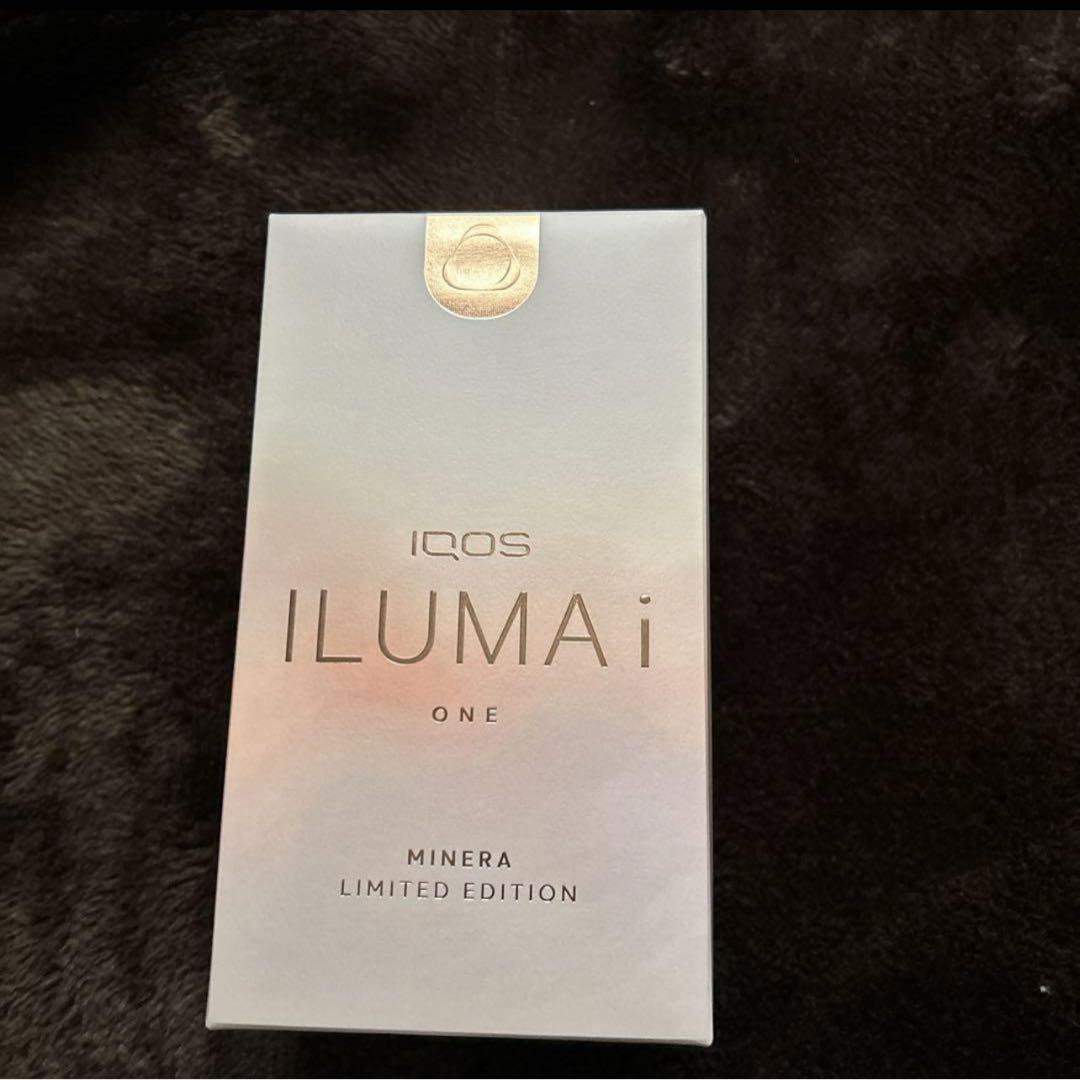 IQOS
ILUMA i
ONE
MINERA
LIMITED EDITION